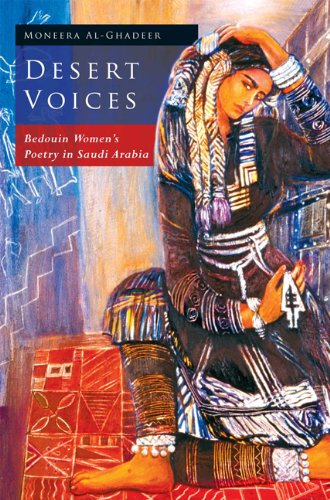 MONEERA AL-GHADEER
DESERT
VOICES
Bedouin Women's
Poetry in Saudi Arabia